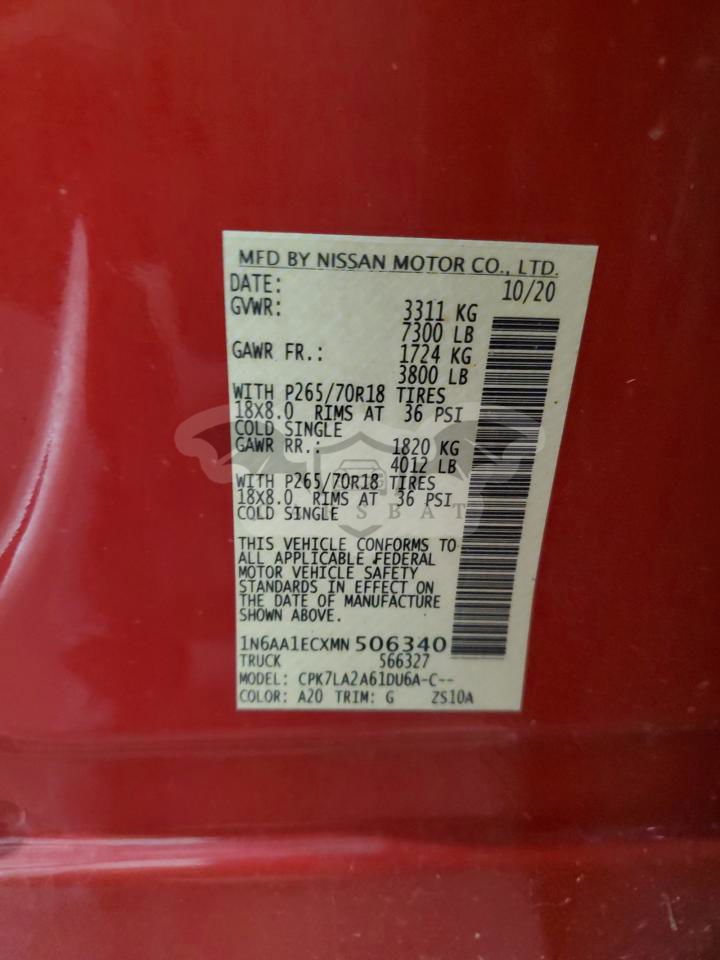 MFD BY NISSAN MOTOR CO., LTD.
DATE: 10/20
GVWR: 3311 KG
7300 LB
GAWR FR.: 1724 KG
3800 LB
WITH P265/70R18 TIRES
18X8.0 RIMS AT 36 PSI
COLD SINGLE
GAWR RR.: 1820 KG
4012 LB
WITH P265/70R18 TIRES
18X8.0 RIMS AT 36 PSI
COLD SINGLE
THIS VEHICLE CONFORMS TO
ALL APPLICABLE FEDERAL
MOTOR VEHICLE SAFETY
STANDARDS IN EFFECT ON
THE DATE OF MANUFACTURE
SHOWN ABOVE.
1N6AA1ECXMN506340
TRUCK 566327
MODEL: CPK7LA2A61DU6A-C--
COLOR: A20 TRIM: G ZS10A